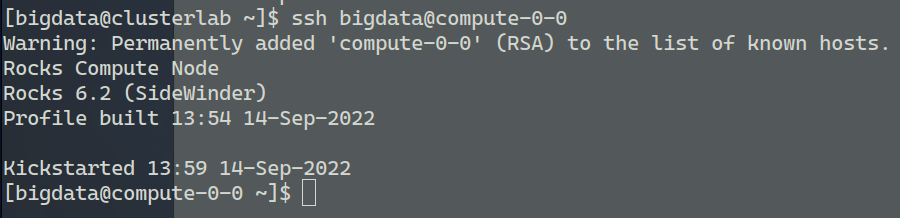 [bigdata@clusterlab ~]$ ssh bigdata@compute-0-0
Warning: Permanently added 'compute-0-0' (RSA) to the list of known hosts.
Rocks Compute Node
Rocks 6.2 (SideWinder)
Profile built 13:54 14-Sep-2022
Kickstarted 13:59 14-Sep-2022
[bigdata@compute-0-0 ~]$